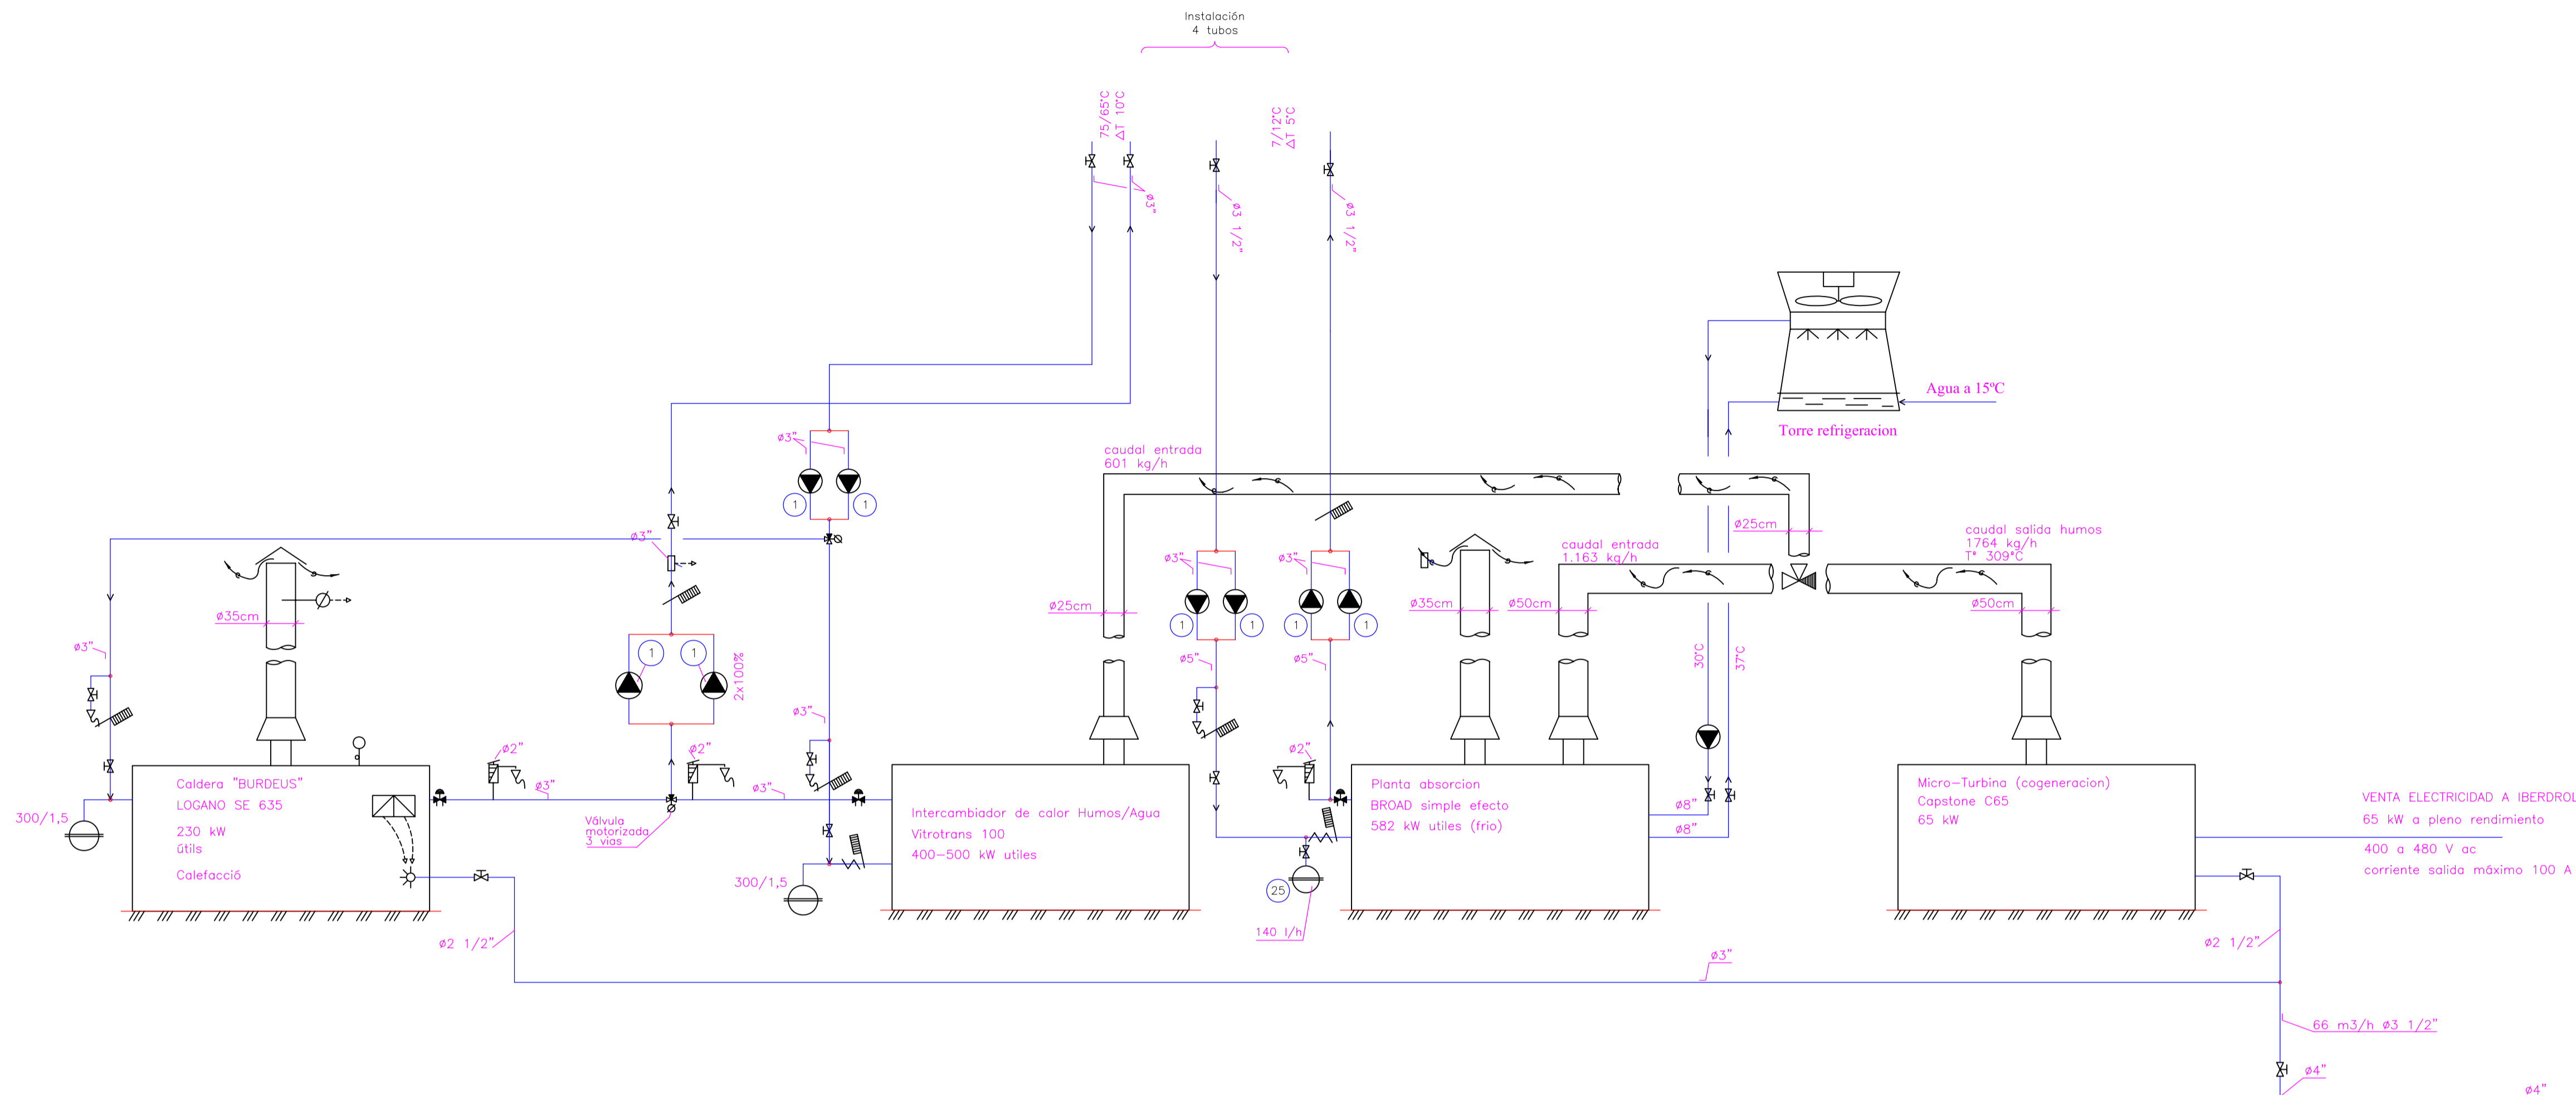 Instalación
4 tubos
75/65°C
△T 10°C
7/12°C
△T 5°C
ø3"
ø3 1/2"
ø3 1/2"
Agua a 15ºC
Torre refrigeracion
ø3"
caudal entrada
601 kg/h
1
1
ø25cm
caudal salida humos
1764 kg/h
Tª 309°C
ø3"
caudal entrada
1.163 kg/h
ø3"
ø3"
ø35cm
ø25cm
ø35cm
ø50cm
ø50cm
1
1
1
1
ø3"
1
1
2x100%
ø5"
ø5"
30°C
37°C
ø3"
ø2"
ø2"
ø2"
Caldera "BURDEUS"
LOGANO SE 635
230 kW
útils
Calefacció
300/1,5
ø3"
ø3"
Válvula
motorizada
3 vias
Intercambiador de calor Humos/Agua
Vitrotrans 100
400-500 kW utiles
300/1,5
Planta absorcion
BROAD simple efecto
582 kW utiles (frio)
ø8"
ø8"
25
140 l/h
Micro-Turbina (cogeneracion)
Capstone C65
65 kW
VENTA ELECTRICIDAD A IBERDROL
65 kW a pleno rendimiento
400 a 480 V ac
corriente salida máximo 100 A
ø2 1/2"
ø2 1/2"
ø3"
66 m3/h ø3 1/2"
ø4"
ø4"